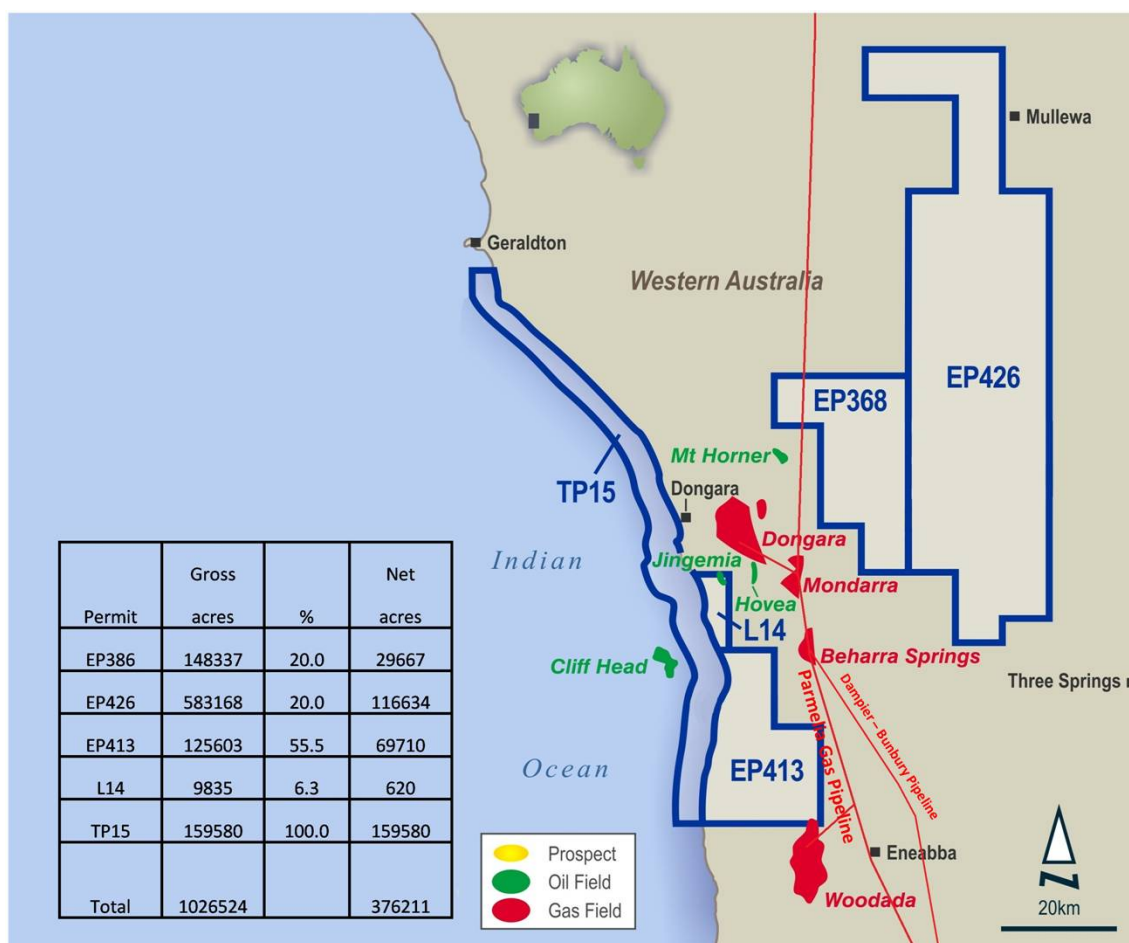 Mullewa
Geraldton
Western Australia
EP426
EP368
Mt Horner
TP15
Dongara
Dongara
Indian
Jingemia
Mondarra
Hovea
L14
Cliff Head
Beharra Springs
Three Springs
Parmelia Gas Pipeline
Dampier – Bunbury Pipeline
Ocean
EP413
Eneabba
Woodada
Permit Gross acres % Net acres
EP386 148337 20.0 29667
EP426 583168 20.0 116634
EP413 125603 55.5 69710
L14 9835 6.3 620
TP15 159580 100.0 159580
Total 1026524 376211
Prospect
Oil Field
Gas Field
N
20km